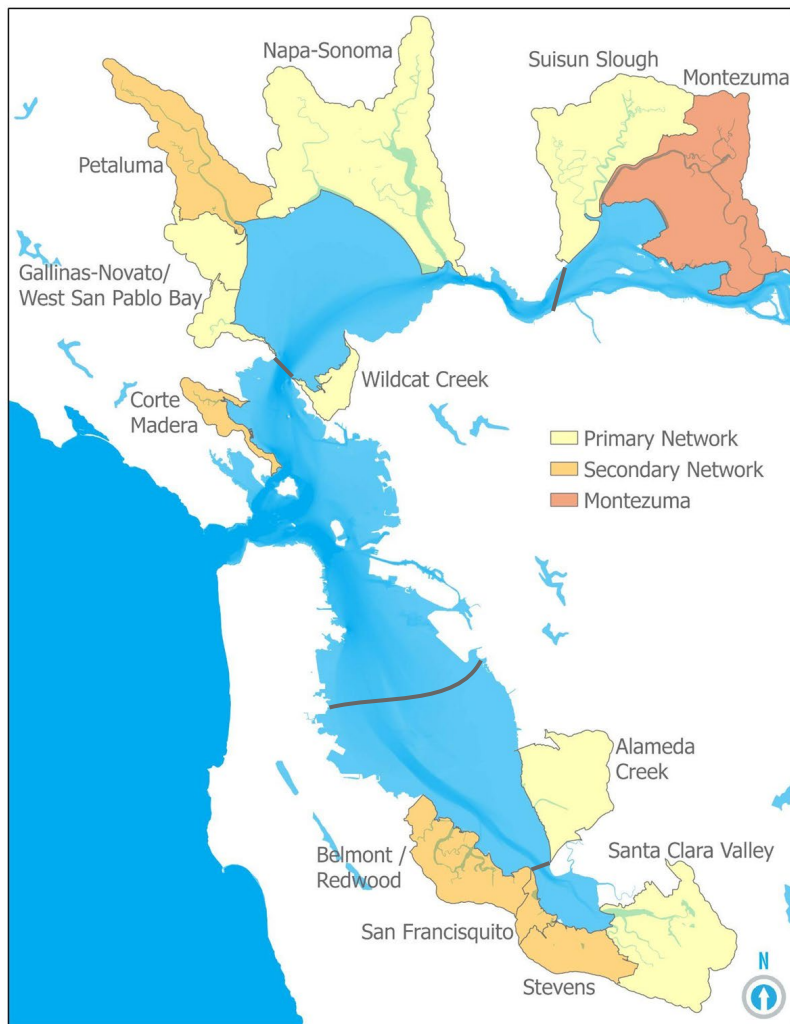 Napa-Sonoma
Suisun Slough
Montezuma
Petaluma
Gallinas-Novato/
West San Pablo Bay
Wildcat Creek
Corte
Madera
Primary Network
Secondary Network
Montezuma
Alameda
Creek
Belmont /
Redwood
Santa Clara Valley
San Francisquito
Stevens
N